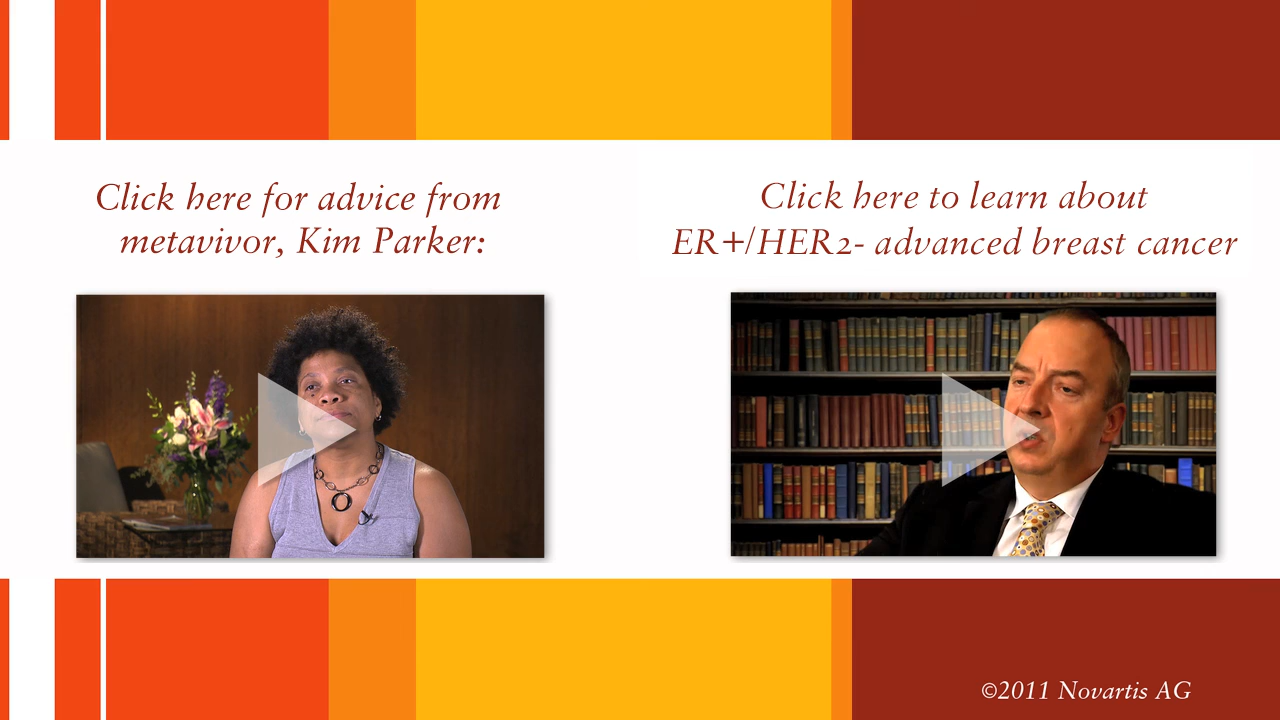 Click here for advice from
metavivor, Kim Parker:
Click here to learn about
ER+/HER2- advanced breast cancer
©2011 Novartis AG